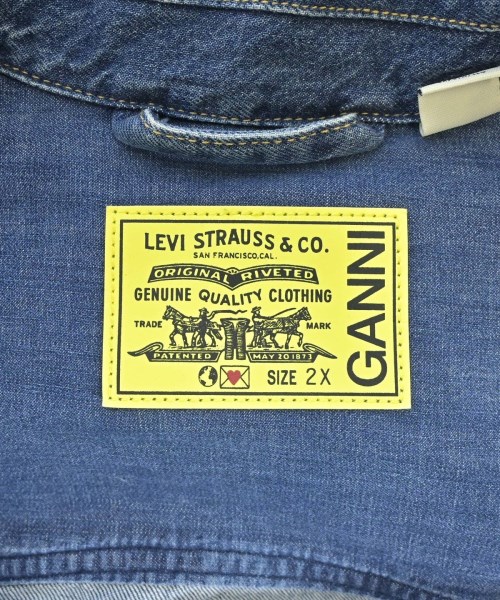 LEVI STRAUSS & CO.
SAN FRANCISCO, CAL.
ORIGINAL RIVETED
GENUINE QUALITY CLOTHING
TRADE MARK
PATENTED MAY 20 1873
SIZE 2X
GANNI